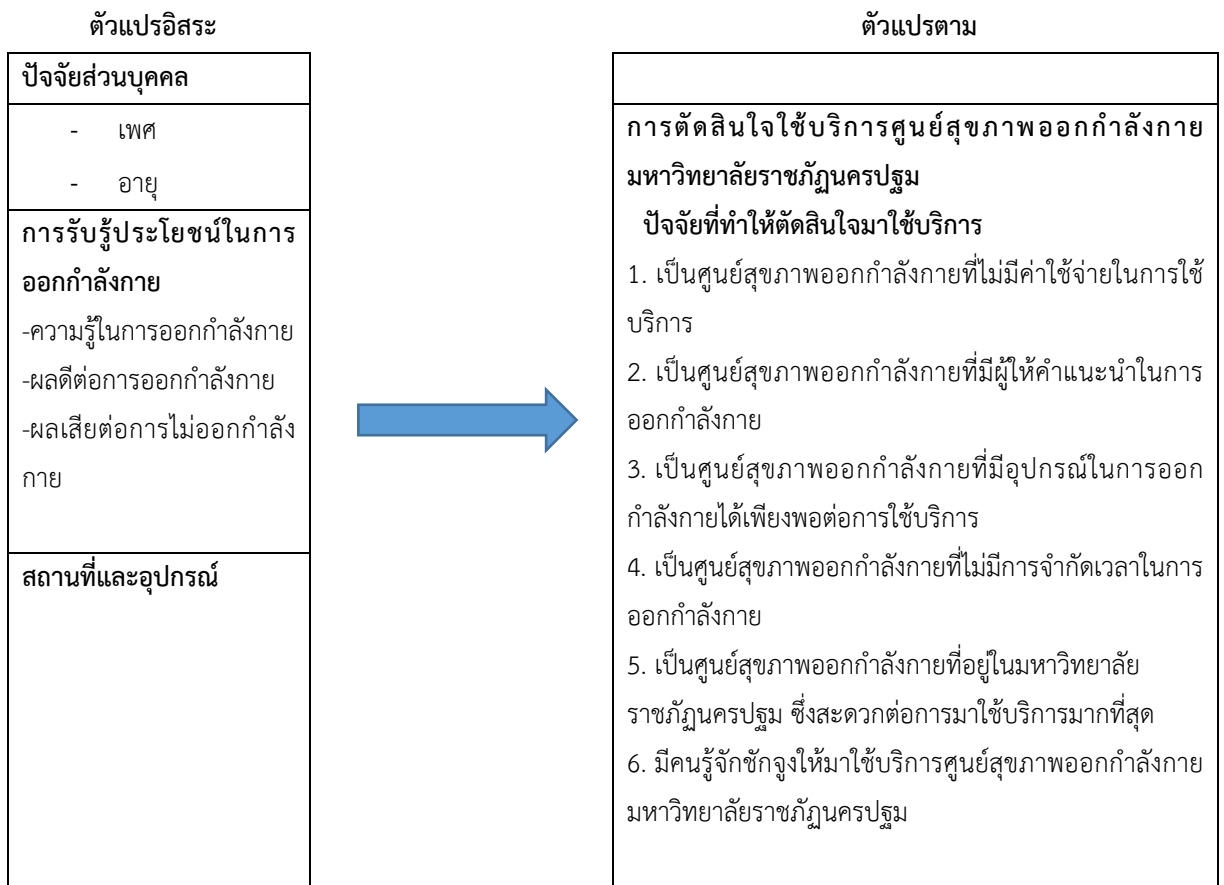 ตัวแปรอิสระ
ปัจจัยส่วนบุคคล
- เพศ
- อายุ
การรับรู้ประโยชน์ในการ
ออกกำลังกาย
-ความรู้ในการออกกำลังกาย
-ผลดีต่อการออกกำลังกาย
-ผลเสียต่อการไม่ออกกำลัง
กาย
สถานที่และอุปกรณ์
ตัวแปรตาม
การตัดสินใจใช้บริการศูนย์สุขภาพออกกำลังกาย
มหาวิทยาลัยราชภัฏนครปฐม
ปัจจัยที่ทำให้ตัดสินใจมาใช้บริการ
1. เป็นศูนย์สุขภาพออกกำลังกายที่ไม่มีค่าใช้จ่ายในการใช้
บริการ
2. เป็นศูนย์สุขภาพออกกำลังกายที่มีผู้ให้คำแนะนำในการ
ออกกำลังกาย
3. เป็นศูนย์สุขภาพออกกำลังกายที่มีอุปกรณ์ในการออก
กำลังกายได้เพียงพอต่อการใช้บริการ
4. เป็นศูนย์สุขภาพออกกำลังกายที่ไม่มีการจำกัดเวลาในการ
ออกกำลังกาย
5. เป็นศูนย์สุขภาพออกกำลังกายที่อยู่ในมหาวิทยาลัย
ราชภัฏนครปฐม ซึ่งสะดวกต่อการมาใช้บริการมากที่สุด
6. มีคนรู้จักชักจูงให้มาใช้บริการศูนย์สุขภาพออกกำลังกาย
มหาวิทยาลัยราชภัฏนครปฐม